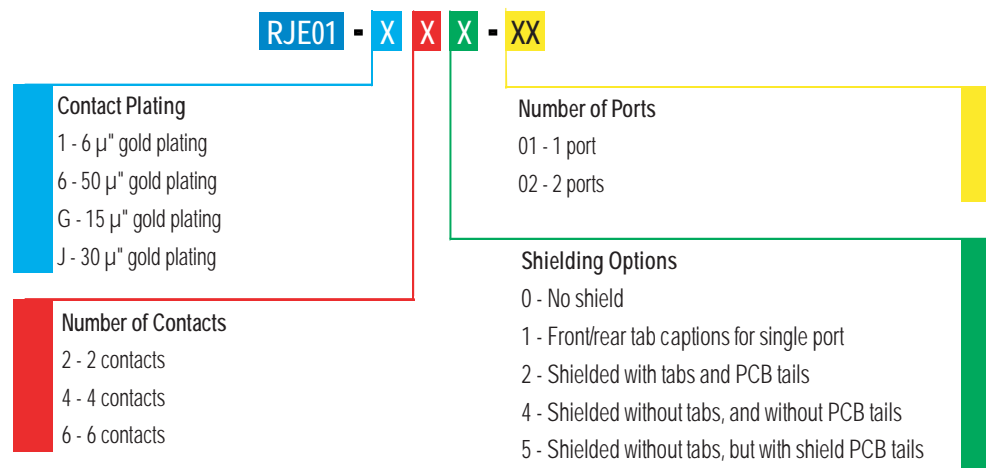 RJE01 - X X X - XX
Contact Plating
1 - 6 µ" gold plating
6 - 50 µ" gold plating
G - 15 µ" gold plating
J - 30 µ" gold plating
Number of Contacts
2 - 2 contacts
4 - 4 contacts
6 - 6 contacts
Number of Ports
01 - 1 port
02 - 2 ports
Shielding Options
0 - No shield
1 - Front/rear tab captions for single port
2 - Shielded with tabs and PCB tails
4 - Shielded without tabs, and without PCB tails
5 - Shielded without tabs, but with shield PCB tails